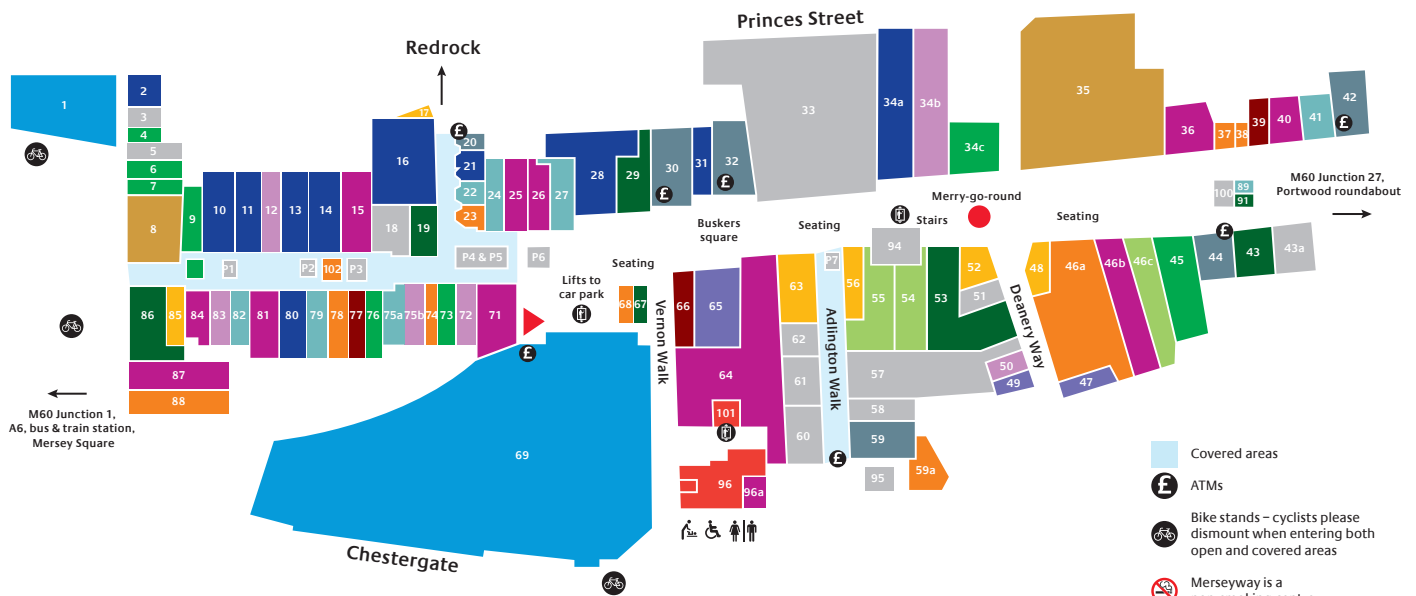 Princes Street
Redrock
1
2
3
4
5
6
7
8
9
10
11
12
13
14
15
16
17
18
19
20
21
22
23
24
25
26
27
28
29
30
31
32
33
34a
34b
34c
35
36
37
38
39
40
41
42
£
£
£
£
Merry-go-round
M60 Junction 27,
Portwood roundabout
100
89
91
Buskers
square
Seating
Stairs
Seating
P1
P2
102
P3
P4 & P5
P6
Seating
Lifts to
car park
68
67
Vernon Walk
66
65
64
63
62
61
60
P7
Adlington Walk
56
94
55
54
53
52
51
Deanery Way
48
46a
46b
46c
45
44
£
43
43a
57
50
49
47
58
59
59a
95
£
101
96
96a
86
85
84
83
82
81
80
79
78
77
76
75a
75b
74
73
72
71
£
87
88
M60 Junction 1,
A6, bus & train station,
Mersey Square
69
Chestergate
Covered areas
£
ATMs
Bike stands – cyclists please
dismount when entering both
open and covered areas
Merseyway is a